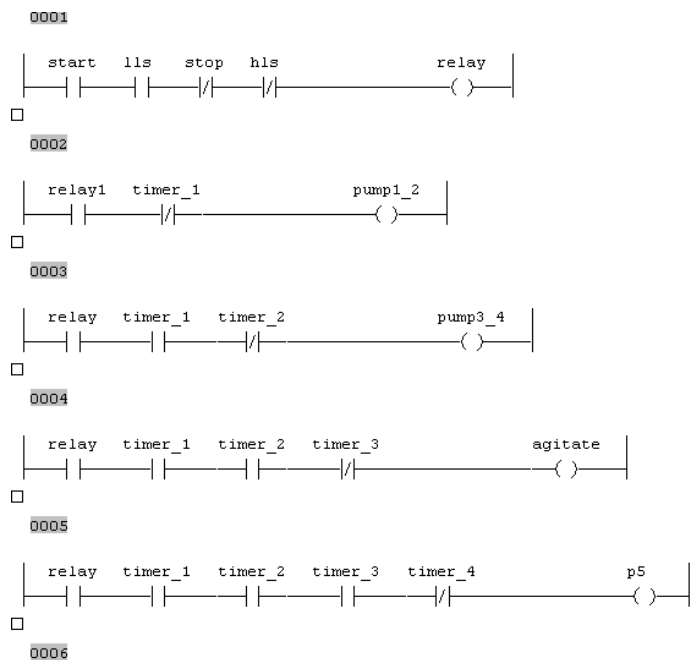 0001
start lls stop hls relay
0002
relay1 timer_1 pump1_2
0003
relay timer_1 timer_2 pump3_4
0004
relay timer_1 timer_2 timer_3 agitate
0005
relay timer_1 timer_2 timer_3 timer_4 p5
0006